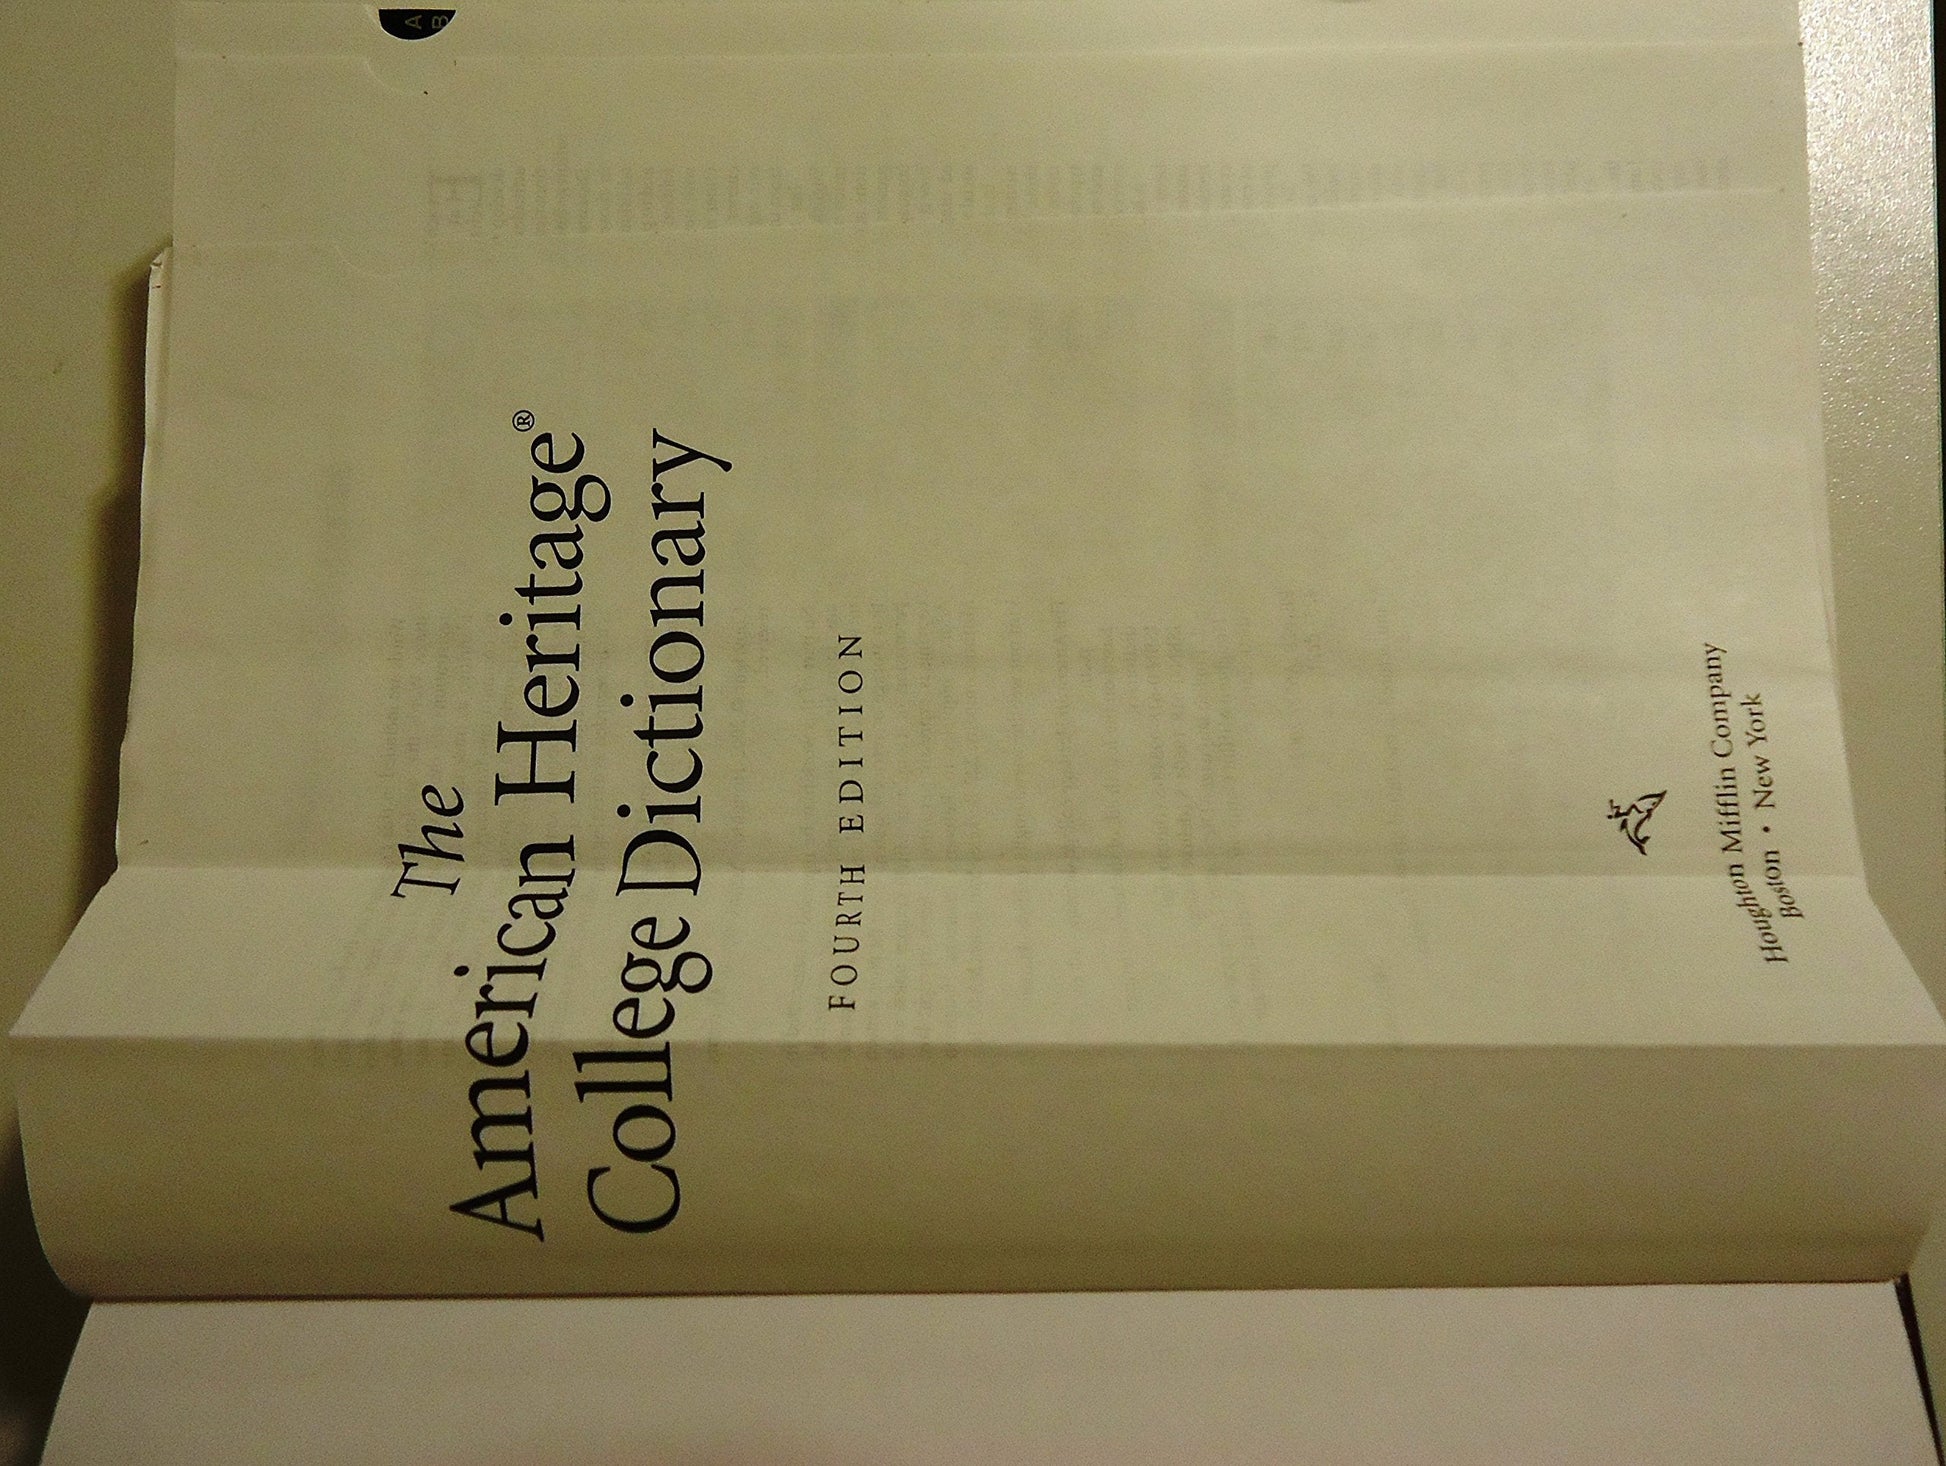 The
American Heritage®
College Dictionary
FOURTH EDITION
Houghton Mifflin Company
Boston • New York
A
B